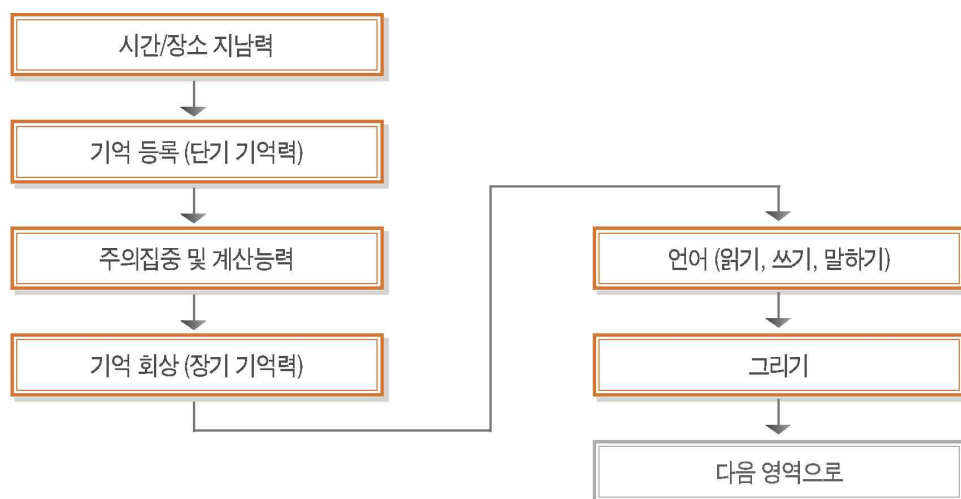 시간/장소 지남력
기억 등록 (단기 기억력)
주의집중 및 계산능력
기억 회상 (장기 기억력)
언어 (읽기, 쓰기, 말하기)
그리기
다음 영역으로